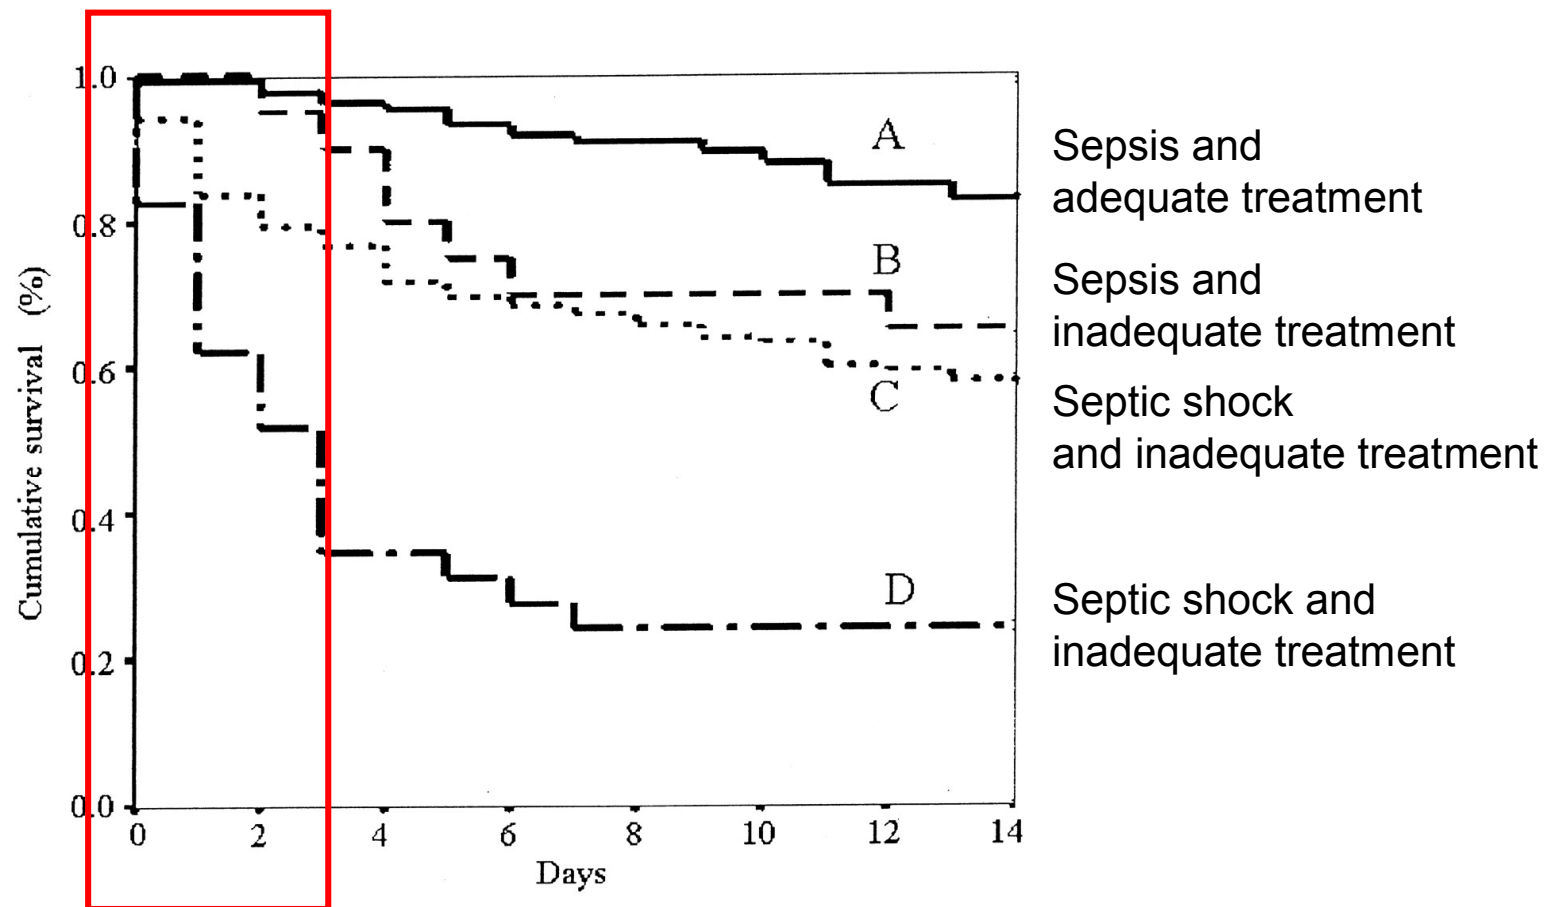 1.0
0.8
0.6
0.4
0.2
0.0
Cumulative survival (%)
0 2 4 6 8 10 12 14
Days
A
B
C
D
Sepsis and
adequate treatment
Sepsis and
inadequate treatment
Septic shock
and inadequate treatment
Septic shock and
inadequate treatment